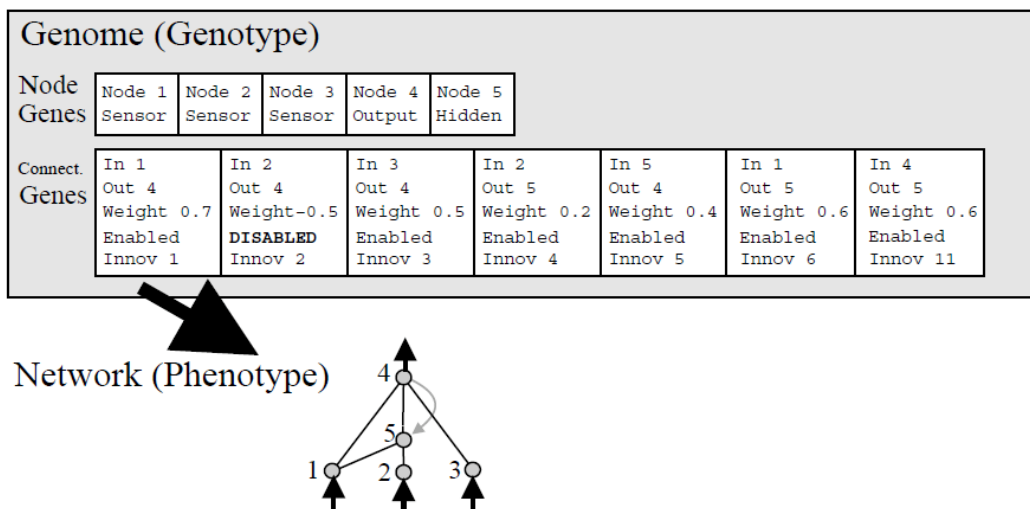 Genome (Genotype)
Node Genes
Node 1 Node 2 Node 3 Node 4 Node 5
Sensor Sensor Sensor Output Hidden
Connect. Genes
In 1 In 2 In 3 In 2 In 5 In 1 In 4
Out 4 Out 4 Out 4 Out 5 Out 4 Out 5 Out 5
Weight 0.7 Weight-0.5 Weight 0.5 Weight 0.2 Weight 0.4 Weight 0.6 Weight 0.6
Enabled DISABLED Enabled Enabled Enabled Enabled Enabled
Innov 1 Innov 2 Innov 3 Innov 4 Innov 5 Innov 6 Innov 11
Network (Phenotype)
4
5
1 2 3